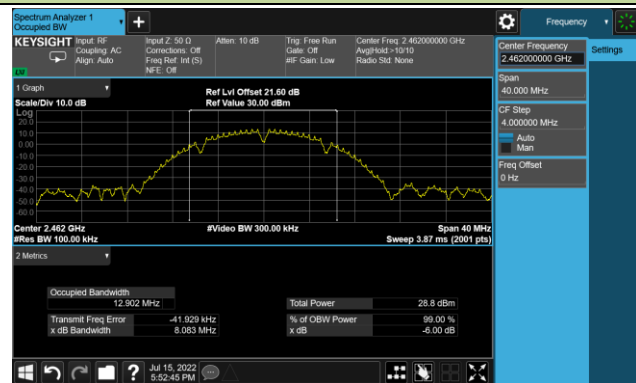 Spectrum Analyzer 1
Occupied BW
Frequency
KEYSIGHT
Input: RF
Coupling: AC
Align: Auto
Input Z: 50 Ω
Corrections: Off
Freq Ref: Int (S)
NFE: Off
Atten: 10 dB
Trig: Free Run
Gate: Off
#IF Gain: Low
Center Freq: 2.462000000 GHz
Avg|Hold:>10/10
Radio Std: None
Center Frequency
2.462000000 GHz
Settings
Span
40.000 MHz
CF Step
4.000000 MHz
Auto
Man
Freq Offset
0 Hz
1 Graph
Scale/Div 10.0 dB
Ref Lvl Offset 21.60 dB
Ref Value 30.00 dBm
Log
20.0
10.0
0.00
-10.0
-20.0
-30.0
-40.0
-50.0
-60.0
Center 2.462 GHz
#Video BW 300.00 kHz
Span 40 MHz
#Res BW 100.00 kHz
Sweep 3.87 ms (2001 pts)
2 Metrics
Occupied Bandwidth
12.902 MHz
Total Power 28.8 dBm
Transmit Freq Error -41.929 kHz
% of OBW Power 99.00 %
x dB Bandwidth 8.083 MHz
x dB -6.00 dB
Jul 15, 2022
5:52:45 PM